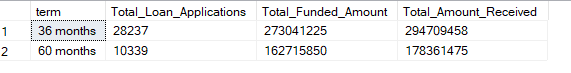 term Total_Loan_Applications Total_Funded_Amount Total_Amount_Received
1 36 months 28237 273041225 294709458
2 60 months 10339 162715850 178361475